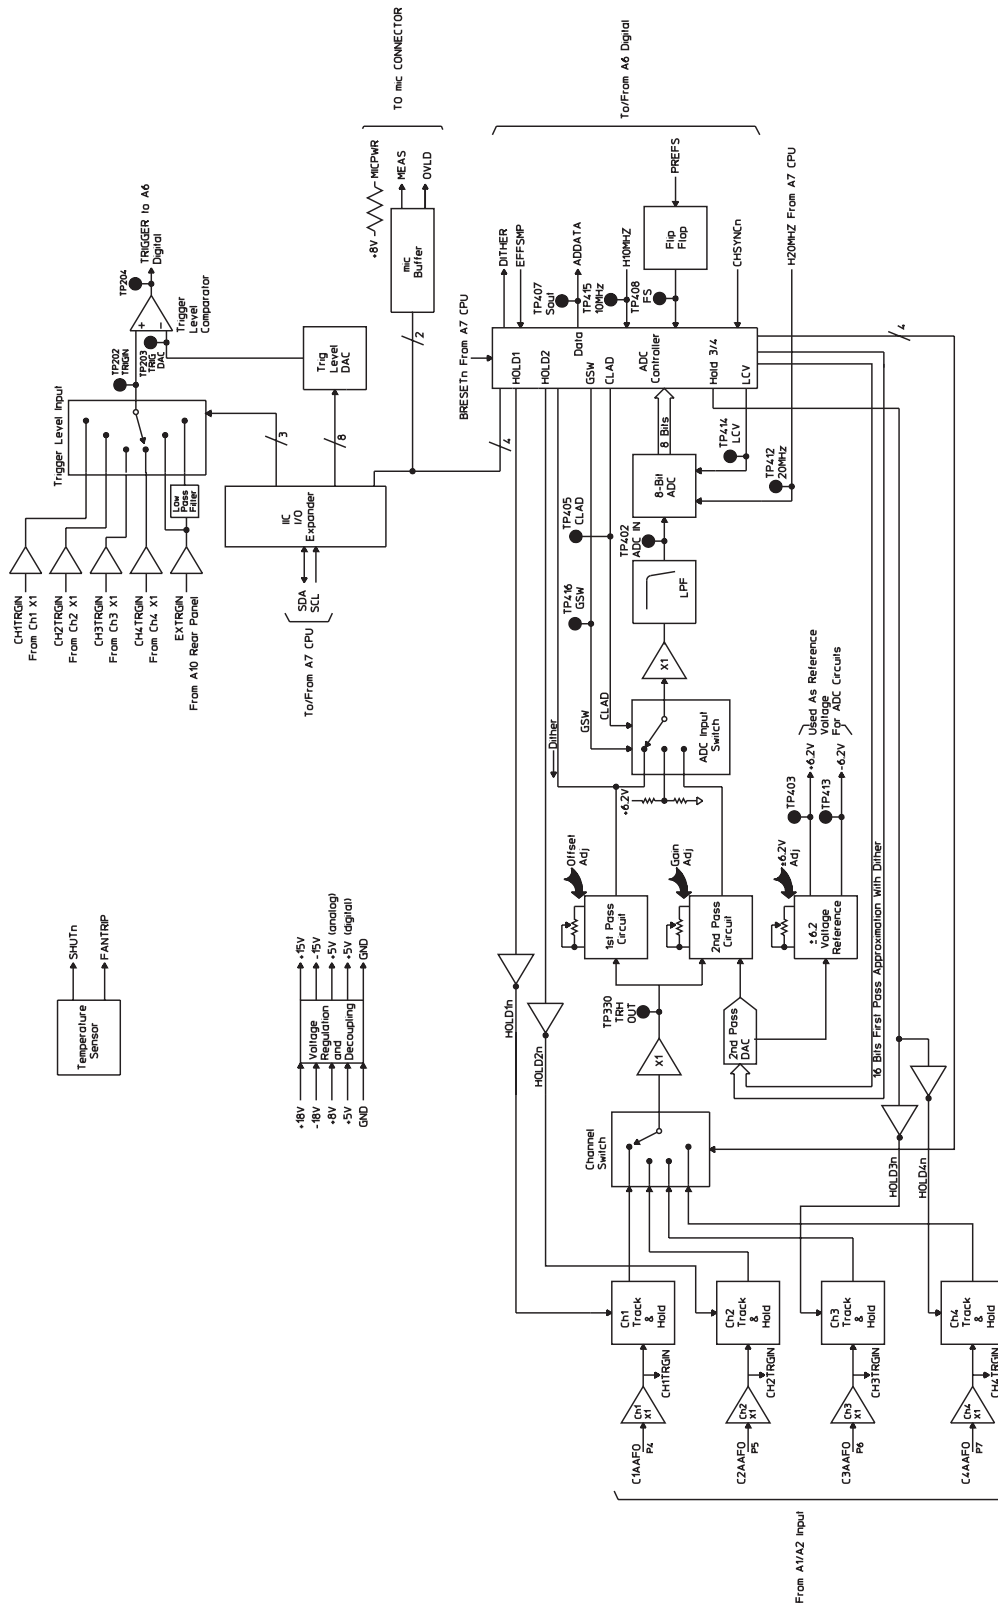 TO mic CONNECTOR
+8V
MICPWR
MEAS
OVLD
mic
Buffer
2
TRIGGER to A6
Digital
TP204
Trigger
Level
Comparator
+
-
TP202
TRIGIN
TP203
TRIG
DAC
Trigger Level Input
Low
Pass
Filter
Trig
Level
DAC
3
8
IIC
I/O
Expander
CH1TRGIN
From Ch1 X1
CH2TRGIN
From Ch2 X1
CH3TRGIN
From Ch3 X1
CH4TRGIN
From Ch4 X1
EXTRGIN
From A10 Rear Panel
SDA
SCL
To/From A7 CPU
To/From A6 Digital
BRESETn From A7 CPU
4
DITHER
EFFSMP
TP407
Sout
ADDATA
TP415
10MHz
H10MHZ
TP408
FS
Flip
Flop
PREFS
CHSYNCn
H20MHZ From A7 CPU
HOLD1
HOLD2
Data
GSW
CLAD
ADC
Controller
Hold 3/4
LCV
4
8 Bits
TP414
LCV
TP412
20MHz
8-Bit
ADC
TP405
CLAD
TP402
ADC IN
TP416
GSW
LPF
X1
GSW
CLAD
Dither
ADC Input
Switch
+6.2V
Offset
Adj
1st Pass
Circuit
Gain
Adj
2nd Pass
Circuit
±6.2V
Adj
±6.2
Voltage
Reference
TP403
TP413
+6.2V
-6.2V
Used As Reference
Voltage
For ADC Circuits
16 Bits First Pass Approximation With Dither
TP330
TRH
OUT
X1
2nd Pass
DAC
Channel
Switch
HOLD1n
HOLD2n
HOLD3n
HOLD4n
Temperature
Sensor
SHUTn
FANTRIP
+18V
-18V
+8V
+5V
GND
Voltage
Regulation
and
Decoupling
+15V
-15V
+5V (analog)
+5V (digital)
GND
Ch1
Track
&
Hold
Ch2
Track
&
Hold
Ch3
Track
&
Hold
Ch4
Track
&
Hold
CH1TRGIN
CH2TRGIN
CH3TRGIN
CH4TRGIN
Ch1
X1
Ch2
X1
Ch3
X1
Ch4
X1
C1AAFO
P4
C2AAFO
P5
C3AAFO
P6
C4AAFO
P7
From A1/A2 Input